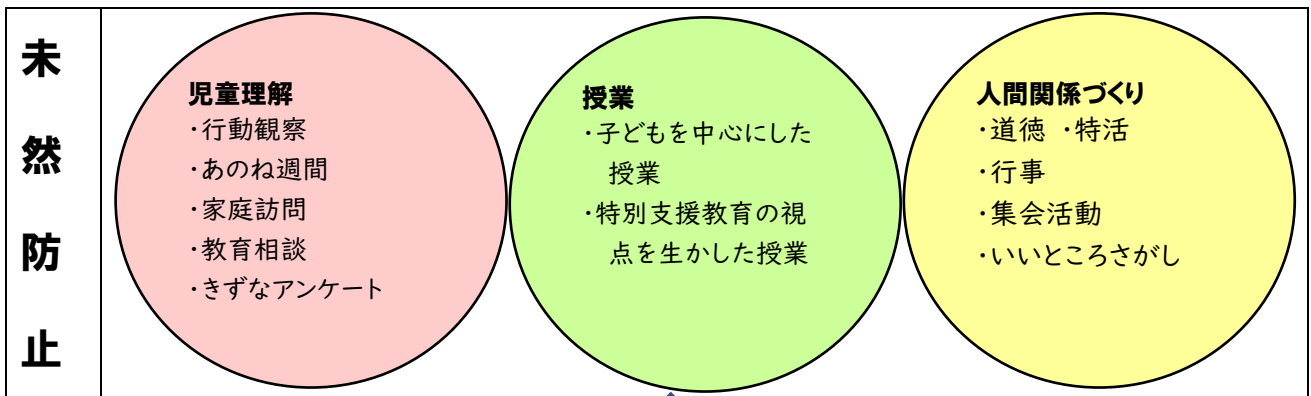 未然防止
児童理解
・行動観察
・あのね週間
・家庭訪問
・教育相談
・きずなアンケート
授業
・子どもを中心にした
授業
・特別支援教育の視
点を生かした授業
人間関係づくり
・道徳 ・特活
・行事
・集会活動
・いいところさがし